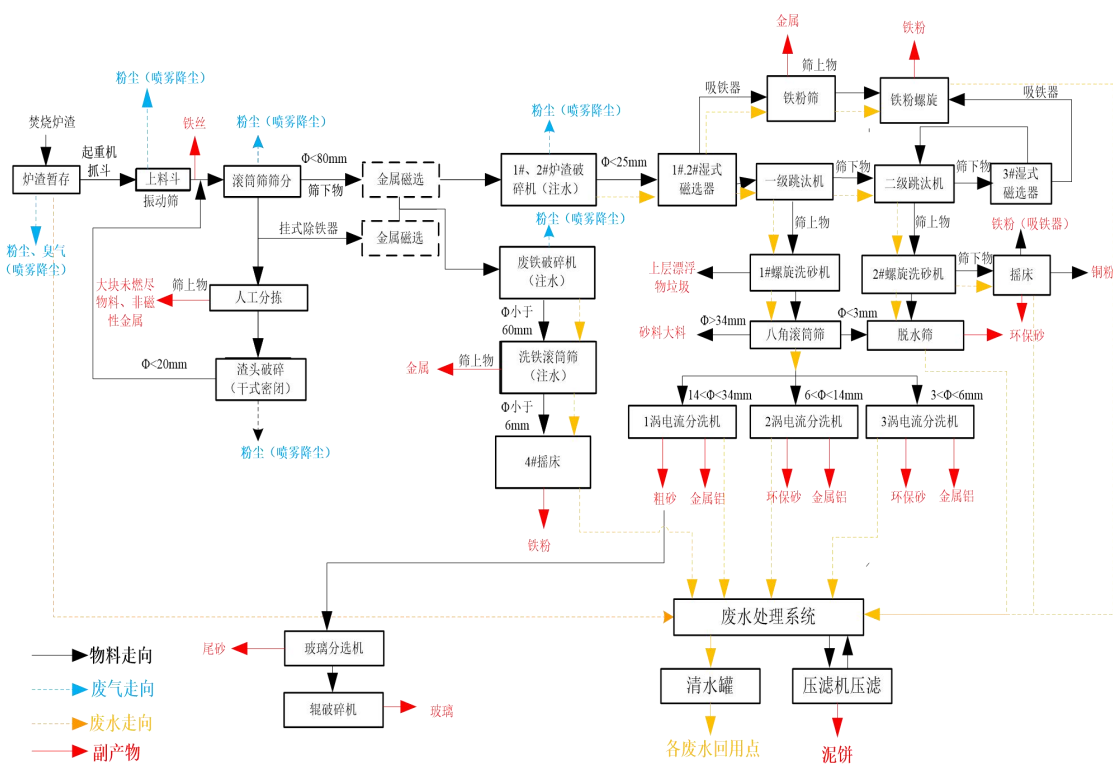 金属
铁粉
筛上物
吸铁器
铁粉筛
铁粉螺旋
吸铁器
粉尘（喷雾降尘）
焚烧炉渣
铁丝
粉尘（喷雾降尘）
粉尘（喷雾降尘）
起重机
抓斗
炉渣暂存
上料斗
振动筛
滚筒筛筛分
Φ<80mm
筛下物
金属磁选
1#、2#炉渣破
碎机（注水）
Φ<25mm
1#.2#湿式
磁选器
一级跳汰机
筛下物
二级跳汰机
筛下物
3#湿式
磁选器
挂式除铁器
金属磁选
粉尘（喷雾降尘）
筛上物
筛上物
铁粉（吸铁器）
粉尘、臭气
（喷雾降尘）
废铁破碎机
（注水）
上层漂浮
物垃圾
1#螺旋洗砂机
2#螺旋洗砂机
筛下物
摇床
铜粉
大块未燃尽
物料、非磁
性金属
筛上物
人工分拣
Φ小于
60mm
砂料大料
Φ>34mm
八角滚筒筛
Φ<3mm
脱水筛
环保砂
Φ<20mm
渣头破碎
（干式密闭）
金属
筛上物
洗铁滚筒筛
（注水）
14<Φ<34mm
6<Φ<14mm
3<Φ<6mm
Φ小于
6mm
1涡电流分洗机
2涡电流分洗机
3涡电流分洗机
粉尘（喷雾降尘）
4#摇床
粗砂
金属铝
环保砂
金属铝
环保砂
金属铝
铁粉
废水处理系统
尾砂
玻璃分选机
物料走向
废气走向
清水罐
压滤机压滤
辊破碎机
玻璃
废水走向
副产物
各废水回用点
泥饼